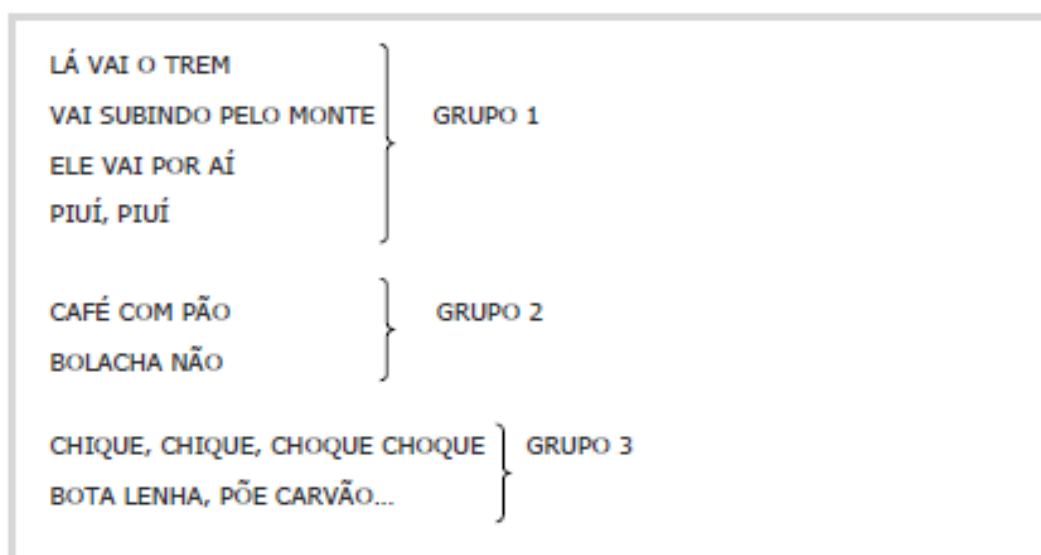 LÁ VAI O TREM
VAI SUBINDO PELO MONTE GRUPO 1
ELE VAI POR AÍ
PIUÍ, PIUÍ
CAFÉ COM PÃO GRUPO 2
BOLACHA NÃO
CHIQUE, CHIQUE, CHOQUE CHOQUE GRUPO 3
BOTA LENHA, PÕE CARVÃO...